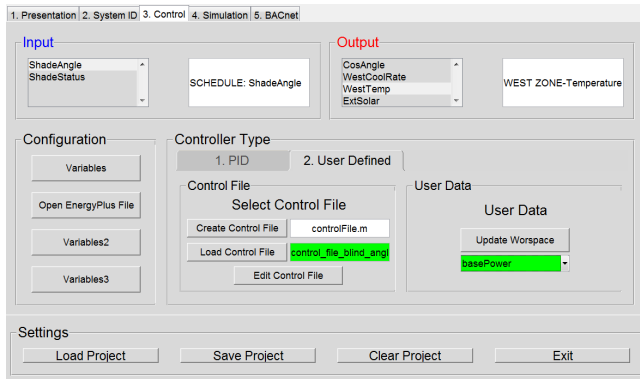 1. Presentation 2. System ID 3. Control 4. Simulation 5. BACnet
Input
ShadeAngle
ShadeStatus
SCHEDULE: ShadeAngle
Output
CosAngle
WestCoolRate
WestTemp
ExtSolar
WEST ZONE-Temperature
Configuration
Variables
Open EnergyPlus File
Variables2
Variables3
Controller Type
1. PID 2. User Defined
Control File
Select Control File
Create Control File controlFile.m
Load Control File control_file_blind_angl
Edit Control File
User Data
User Data
Update Worspace
basePower
Settings
Load Project Save Project Clear Project Exit